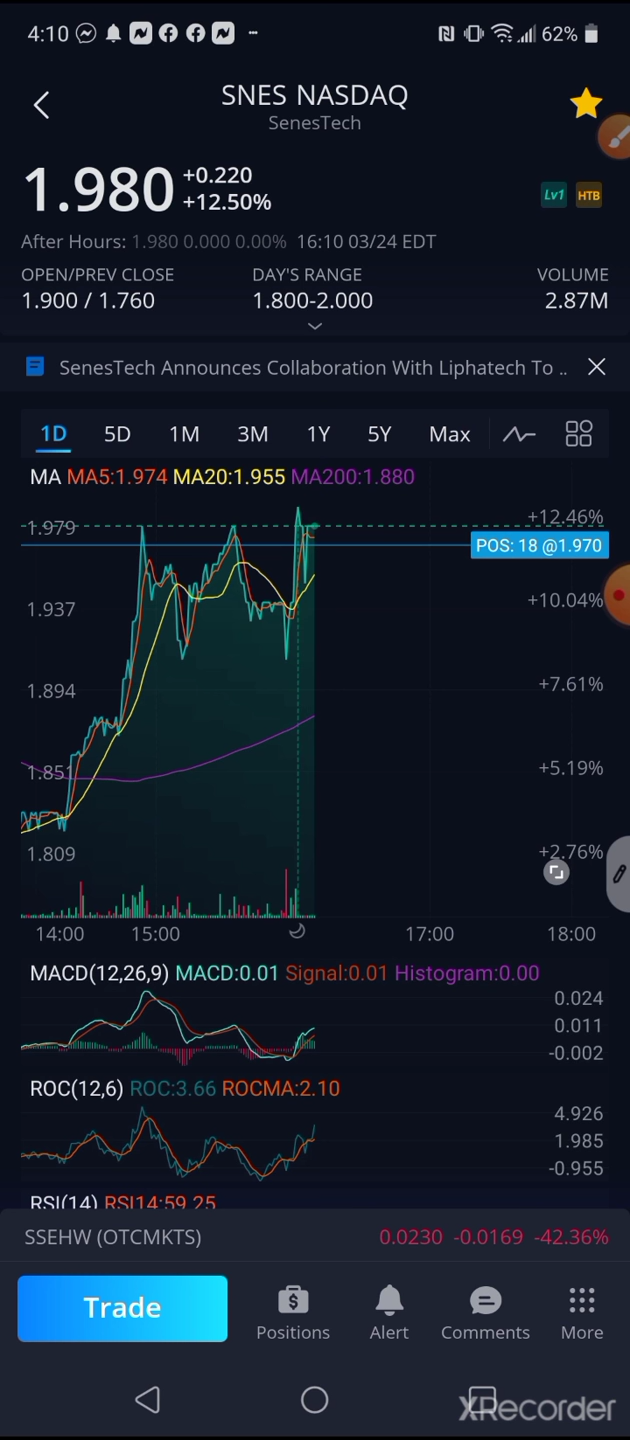 4:10 62%
SNES NASDAQ
SenesTech
1.980 +0.220
+12.50% Lv1 HTB
After Hours: 1.980 0.000 0.00% 16:10 03/24 EDT
OPEN/PREV CLOSE DAY'S RANGE VOLUME
1.900 / 1.760 1.800-2.000 2.87M
SenesTech Announces Collaboration With Liphatech To ..
1D 5D 1M 3M 1Y 5Y Max
MA MA5:1.974 MA20:1.955 MA200:1.880
1.979 +12.46%
POS: 18 @1.970
1.937 +10.04%
1.894 +7.61%
1.851 +5.19%
1.809 +2.76%
14:00 15:00 17:00 18:00
MACD(12,26,9) MACD:0.01 Signal:0.01 Histogram:0.00
0.024
0.011
-0.002
ROC(12,6) ROC:3.66 ROCMA:2.10
4.926
1.985
-0.955
RSI(14) RSI14:59.25
SSEHW (OTCMKTS) 0.0230 -0.0169 -42.36%
Trade Positions Alert Comments More
XRecorder